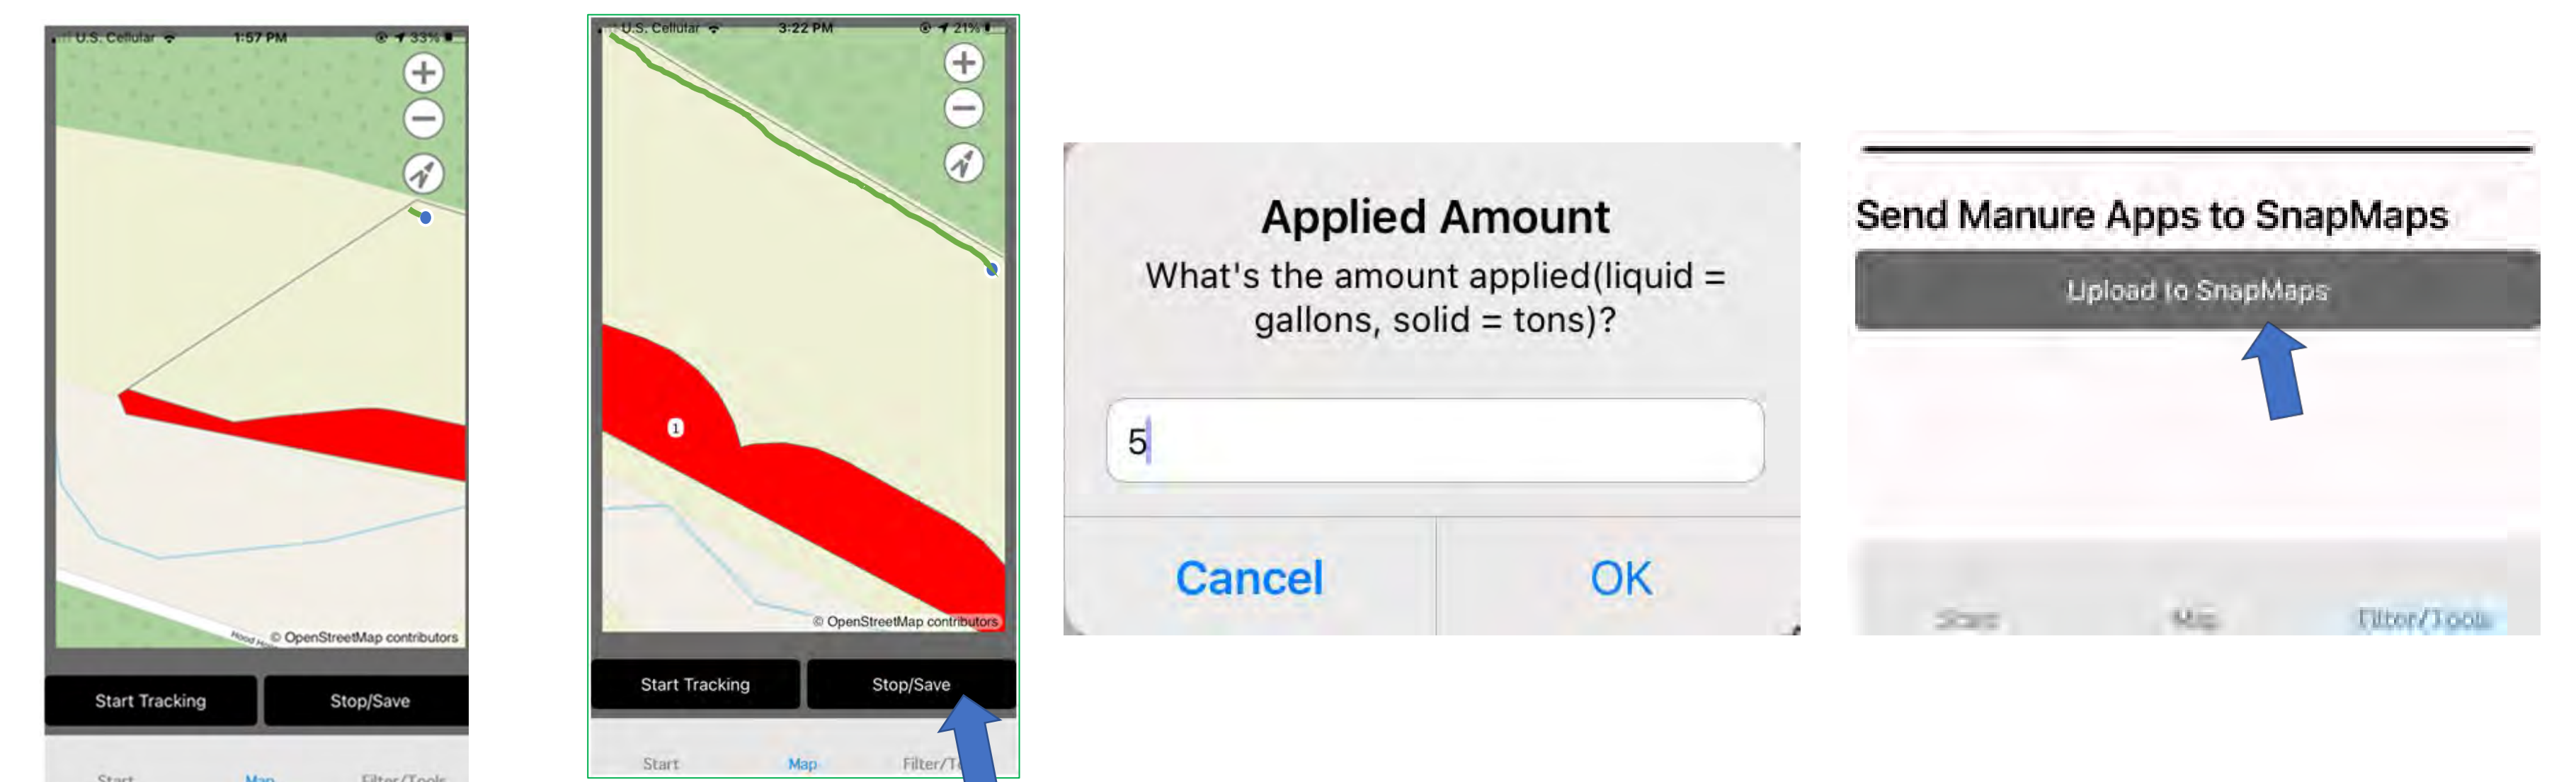 U.S. Cellular 1:57 PM 33%
© OpenStreetMap contributors
Start Tracking Stop/Save
Start Map Filter/Tools
U.S. Cellular 3:22 PM 21%
1
© OpenStreetMap contributors
Start Tracking Stop/Save
Start Map
Applied Amount
What's the amount applied(liquid =
gallons, solid = tons)?
5
Cancel OK
Send Manure Apps to SnapMaps
Upload to SnapMaps
Start Map Filter/Tools